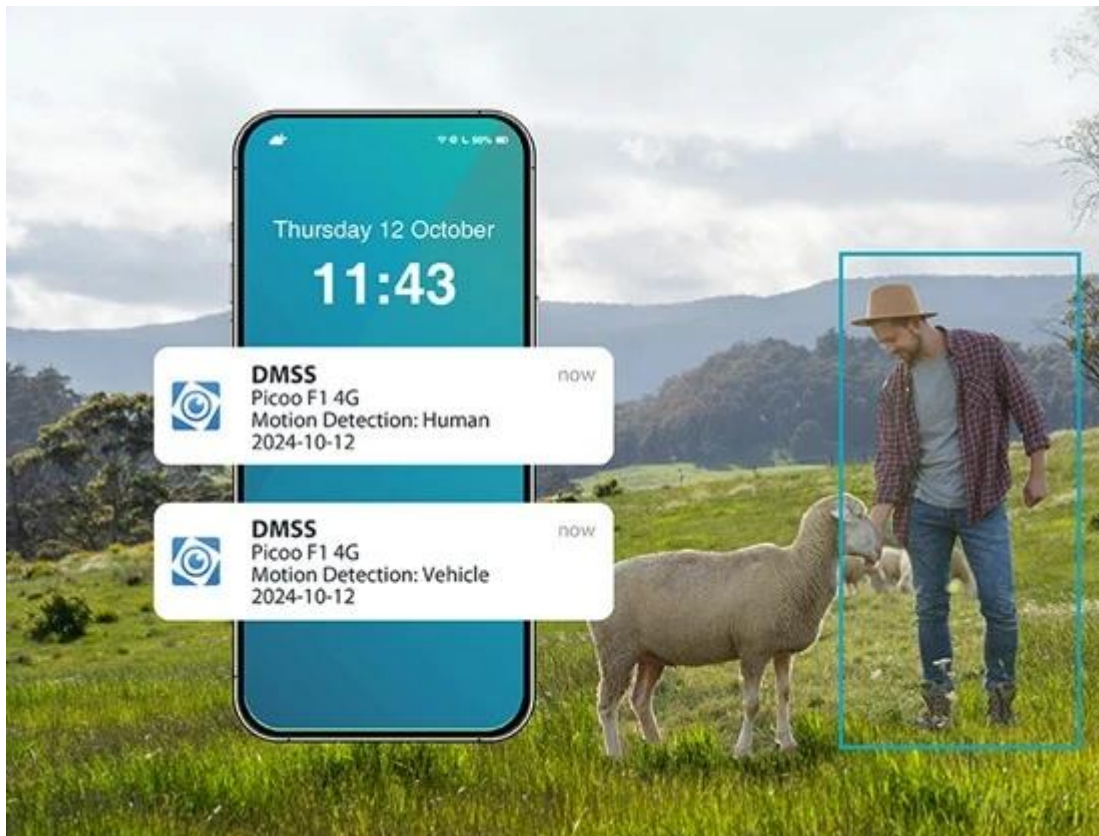 50%
Thursday 12 October
11:43
DMSS
now
Picoo F1 4G
Motion Detection: Human
2024-10-12
DMSS
now
Picoo F1 4G
Motion Detection: Vehicle
2024-10-12